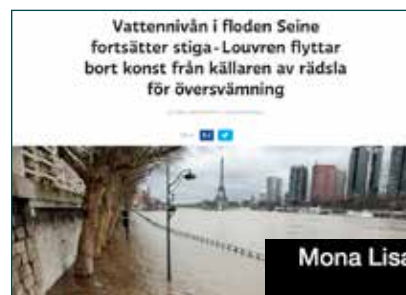 Vattennivån i floden Seine
fortsätter stiga - Louvren flyttar
bort konst från källaren av rädsla
för översvämning
Mona Lisa